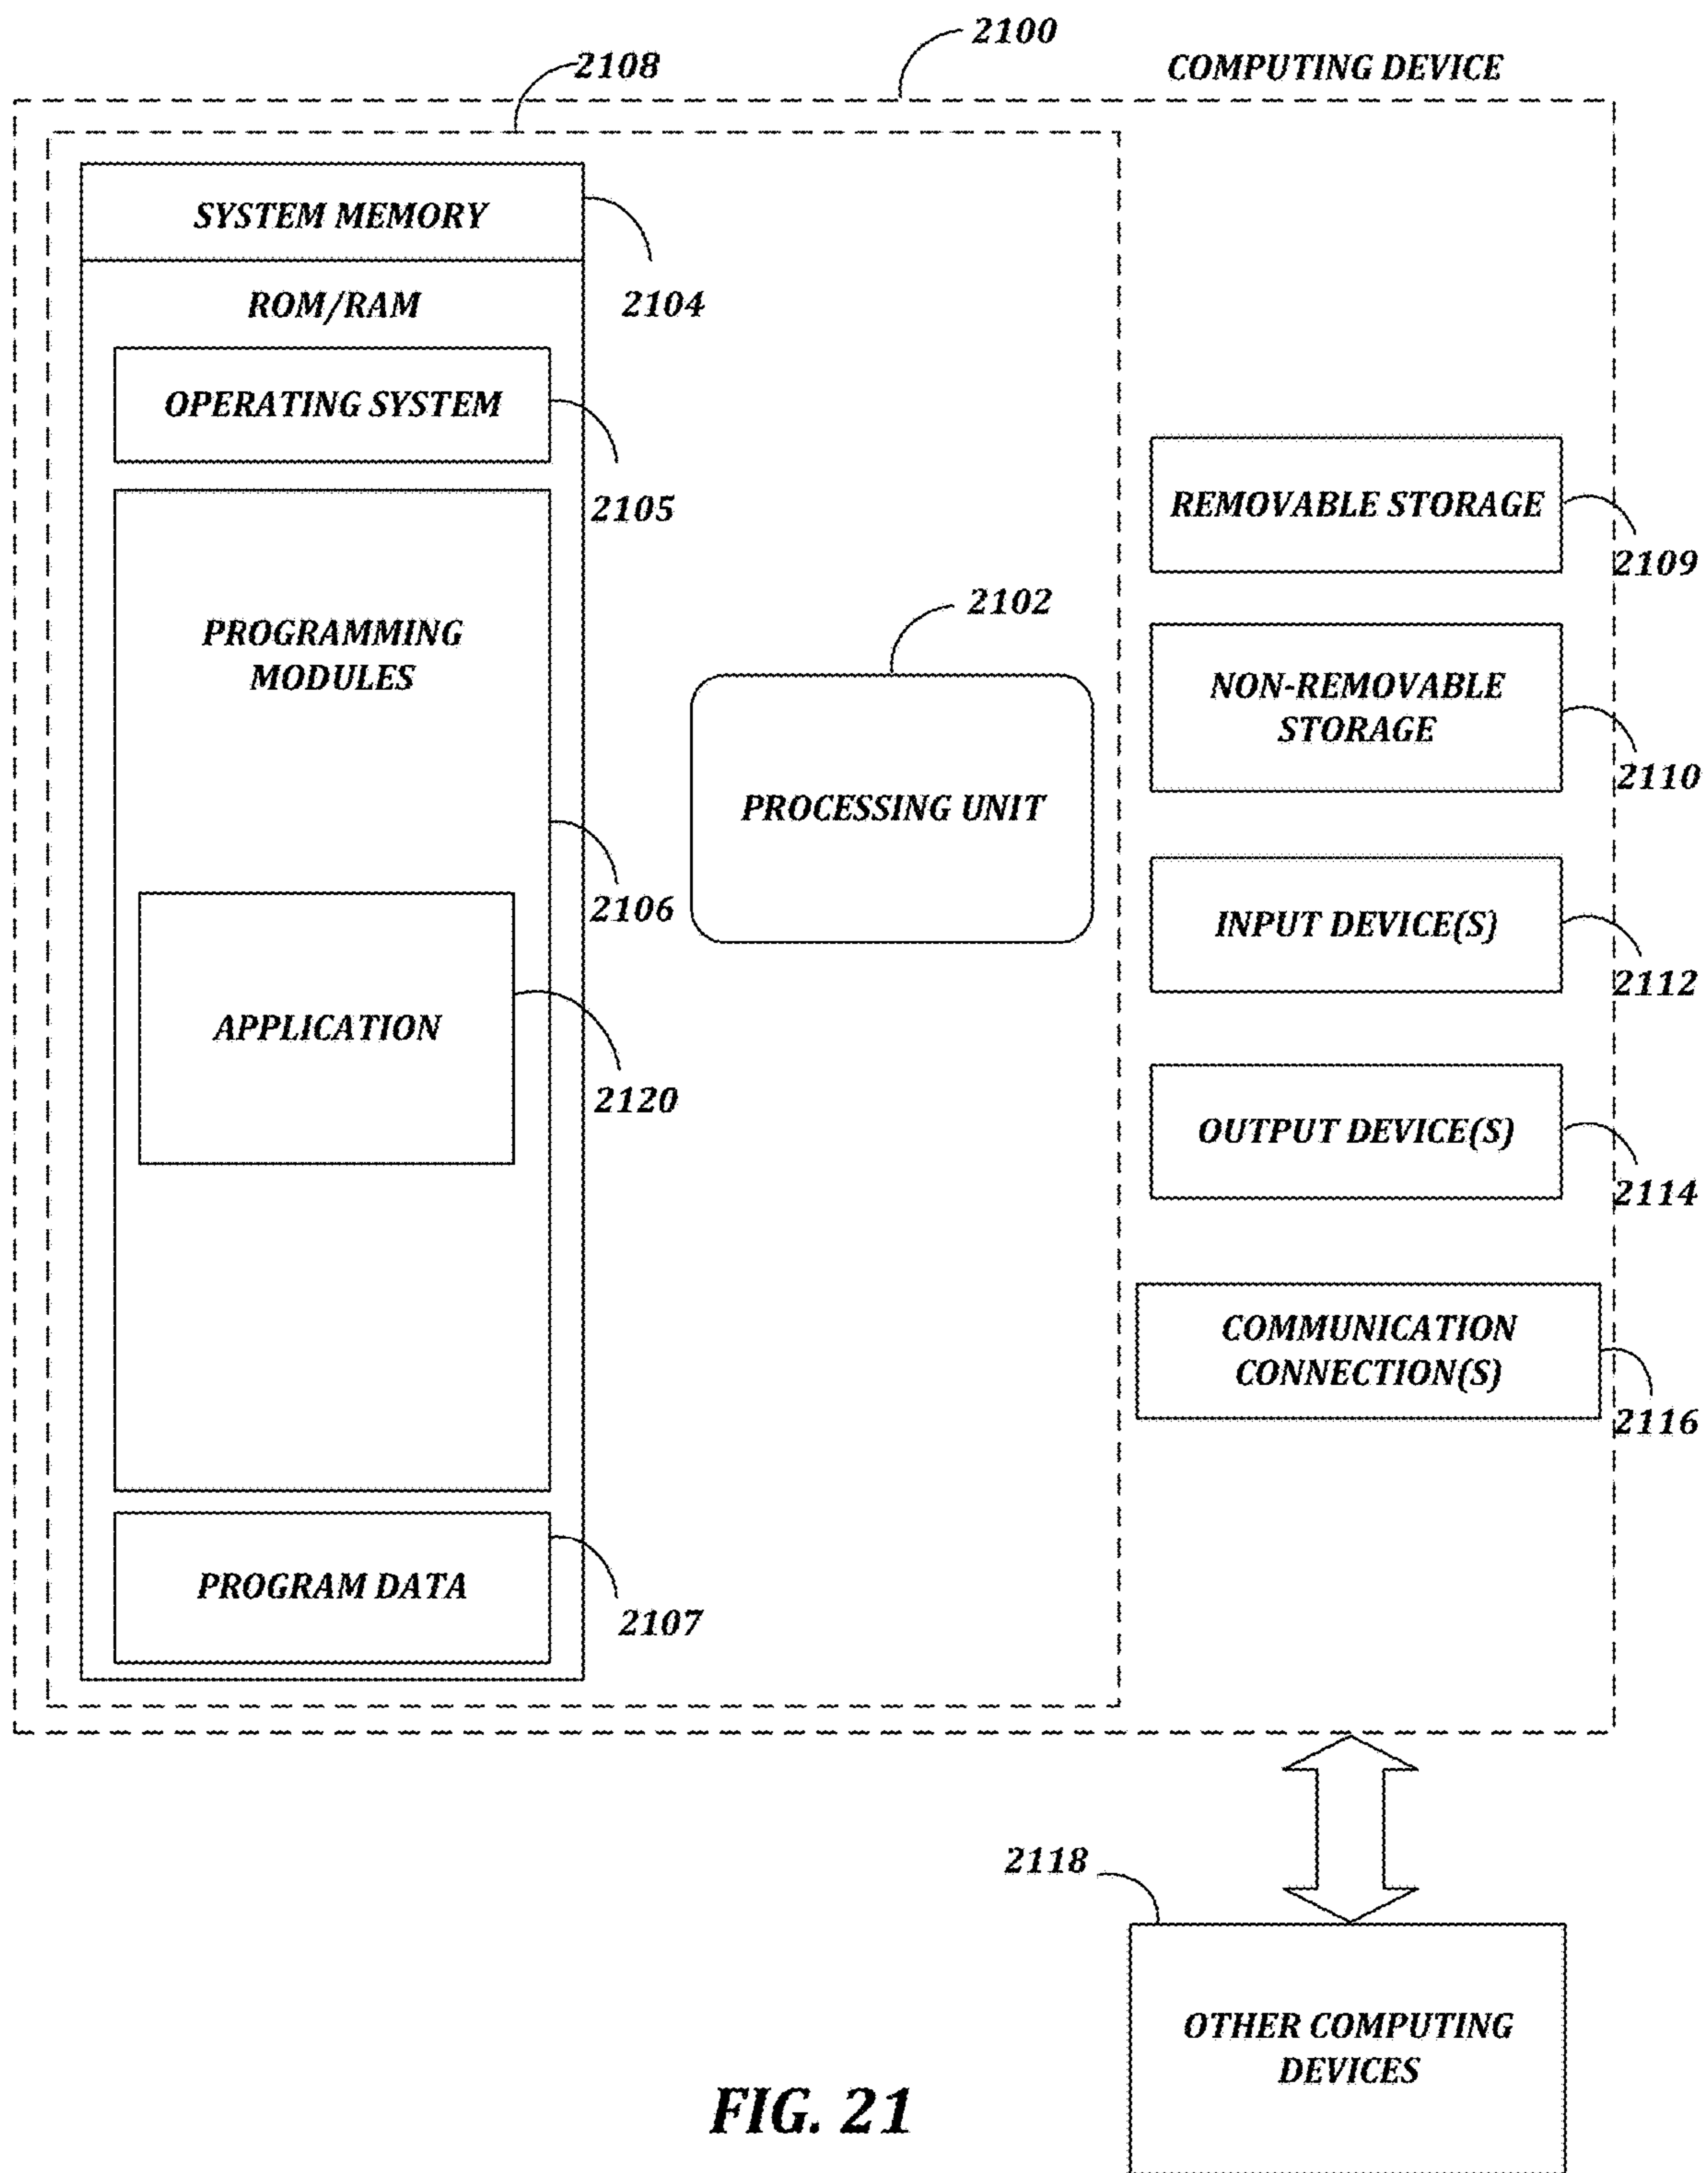 2100
2108
COMPUTING DEVICE
SYSTEM MEMORY
2104
ROM/RAM
OPERATING SYSTEM
2105
PROGRAMMING
MODULES
2106
APPLICATION
2120
PROGRAM DATA
2107
2102
PROCESSING UNIT
REMOVABLE STORAGE
2109
NON-REMOVABLE
STORAGE
2110
INPUT DEVICE(S)
2112
OUTPUT DEVICE(S)
2114
COMMUNICATION
CONNECTION(S)
2116
2118
OTHER COMPUTING
DEVICES
FIG. 21